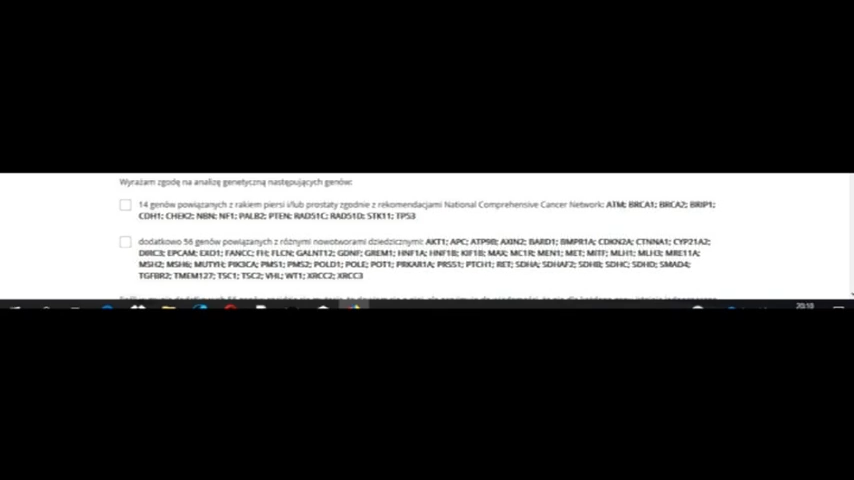 Wyrażam zgodę na analizę genetyczną następujących genów:
14 genów powiązanych z rakiem piersi i/lub prostaty zgodnie z rekomendacjami National Comprehensive Cancer Network: ATM; BRCA1; BRCA2; BRIP1;
CDH1; CHEK2; NBN; NF1; PALB2; PTEN; RAD51C; RAD51D; STK11; TP53
dodatkowo 56 genów powiązanych z różnymi nowotworami dziedzicznymi: AKT1; APC; ATP9B; AXIN2; BARD1; BMPR1A; CDKN2A; CTNNA1; CYP21A2;
DIRC3; EPCAM; EXO1; FANCC; FH; FLCN; GALNT12; GDNF; GREM1; HNF1A; HNF1B; KIF1B; MAX; MC1R; MEN1; MET; MITF; MLH1; MLH3; MRE11A;
MSH2; MSH6; MUTYH; PIK3CA; PMS1; PMS2; POLD1; POLE; POT1; PRKAR1A; PRSS1; PTCH1; RET; SDHA; SDHAF2; SDHB; SDHC; SDHD; SMAD4;
TGFBR2; TMEM127; TSC1; TSC2; VHL; WT1; XRCC2; XRCC3
20:18